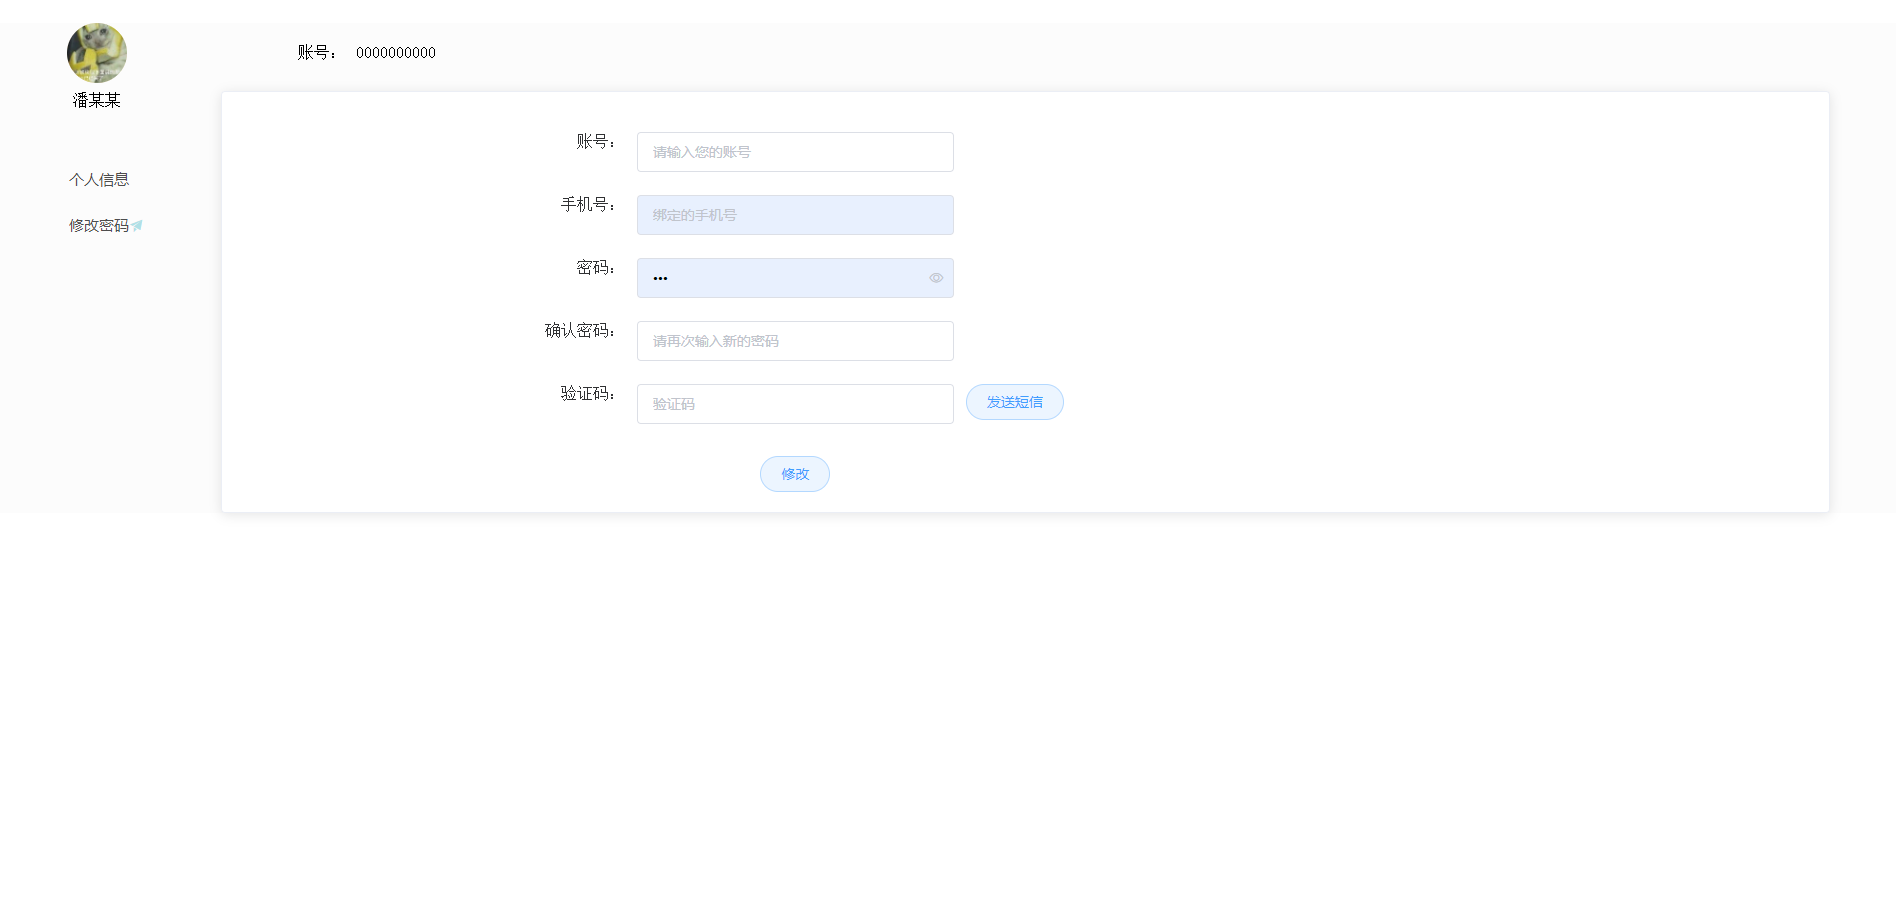 账号： 0000000000
潘某某
个人信息
修改密码
账号：
请输入您的账号
手机号：
绑定的手机号
密码：
•••
确认密码：
请再次输入新的密码
验证码：
验证码
发送短信
修改